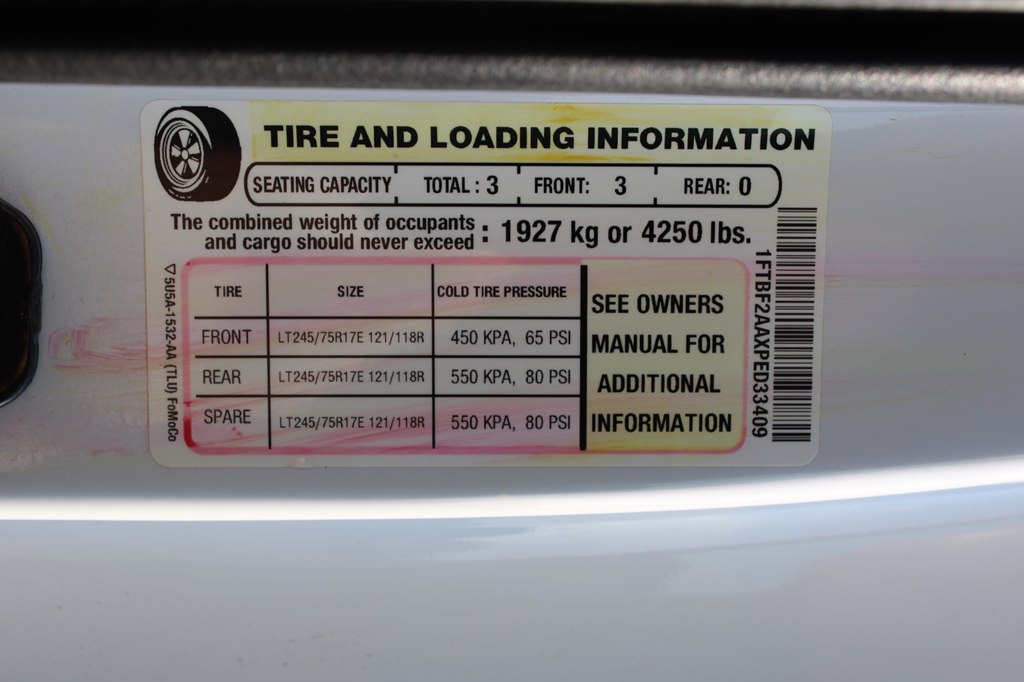 TIRE AND LOADING INFORMATION
SEATING CAPACITY TOTAL : 3 FRONT: 3 REAR: 0
The combined weight of occupants
and cargo should never exceed : 1927 kg or 4250 lbs.
TIRE SIZE COLD TIRE PRESSURE
FRONT LT245/75R17E 121/118R 450 KPA, 65 PSI
REAR LT245/75R17E 121/118R 550 KPA, 80 PSI
SPARE LT245/75R17E 121/118R 550 KPA, 80 PSI
SEE OWNERS
MANUAL FOR
ADDITIONAL
INFORMATION
5U5A-1532-AA (TLU) FoMoCo
1FTBF2AAXPED33409